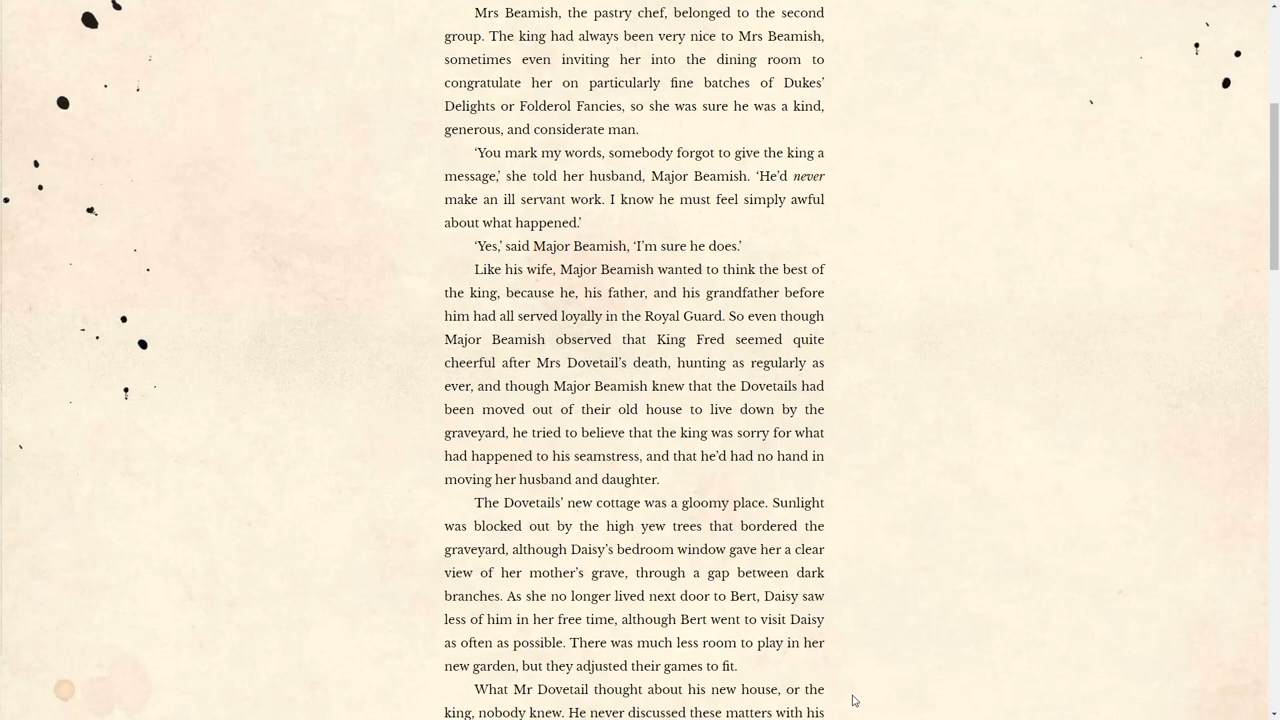 Mrs Beamish, the pastry chef, belonged to the second
group. The king had always been very nice to Mrs Beamish,
sometimes even inviting her into the dining room to
congratulate her on particularly fine batches of Dukes’
Delights or Folderol Fancies, so she was sure he was a kind,
generous, and considerate man.
‘You mark my words, somebody forgot to give the king a
message,’ she told her husband, Major Beamish. ‘He’d never
make an ill servant work. I know he must feel simply awful
about what happened.’
‘Yes,’ said Major Beamish, ‘I’m sure he does.’
Like his wife, Major Beamish wanted to think the best of
the king, because he, his father, and his grandfather before
him had all served loyally in the Royal Guard. So even though
Major Beamish observed that King Fred seemed quite
cheerful after Mrs Dovetail’s death, hunting as regularly as
ever, and though Major Beamish knew that the Dovetails had
been moved out of their old house to live down by the
graveyard, he tried to believe that the king was sorry for what
had happened to his seamstress, and that he’d had no hand in
moving her husband and daughter.
The Dovetails’ new cottage was a gloomy place. Sunlight
was blocked out by the high yew trees that bordered the
graveyard, although Daisy’s bedroom window gave her a clear
view of her mother’s grave, through a gap between dark
branches. As she no longer lived next door to Bert, Daisy saw
less of him in her free time, although Bert went to visit Daisy
as often as possible. There was much less room to play in her
new garden, but they adjusted their games to fit.
What Mr Dovetail thought about his new house, or the
king, nobody knew. He never discussed these matters with his